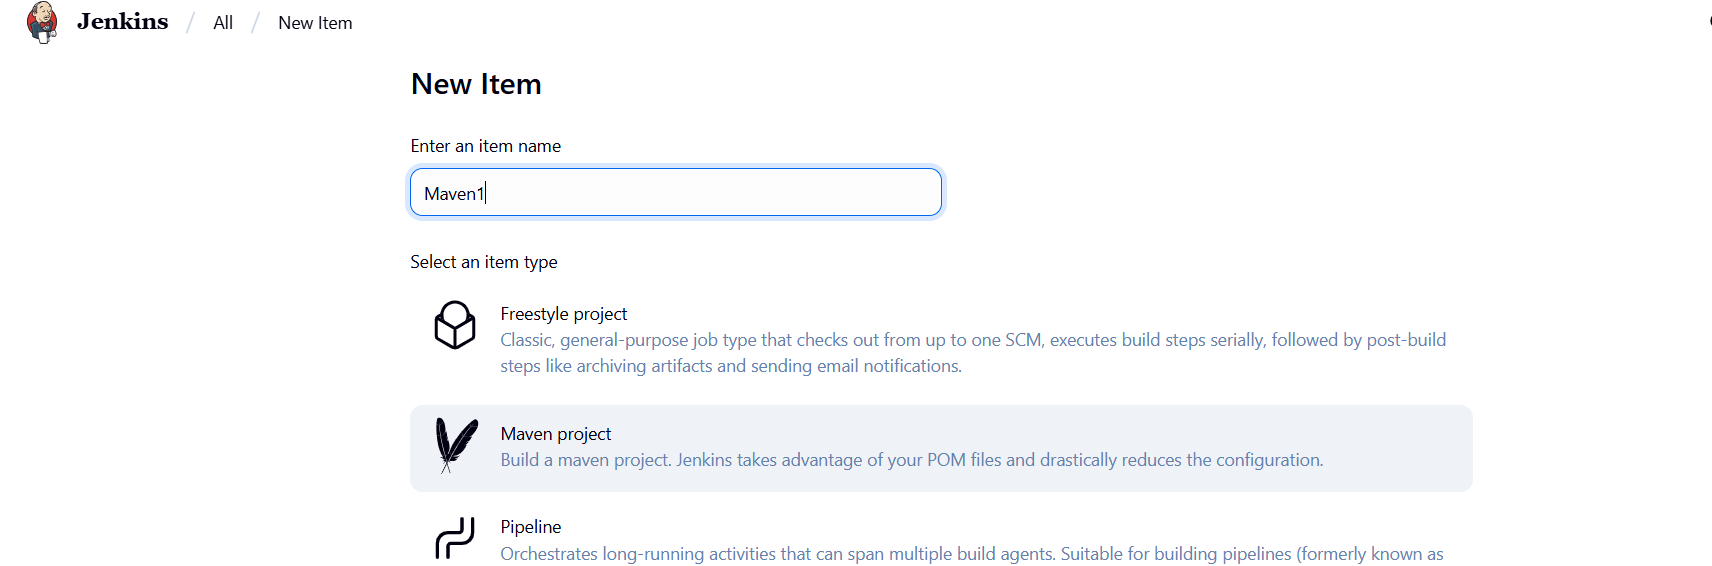 Jenkins / All / New Item
New Item
Enter an item name
Maven1
Select an item type
Freestyle project
Classic, general-purpose job type that checks out from up to one SCM, executes build steps serially, followed by post-build
steps like archiving artifacts and sending email notifications.
Maven project
Build a maven project. Jenkins takes advantage of your POM files and drastically reduces the configuration.
Pipeline
Orchestrates long-running activities that can span multiple build agents. Suitable for building pipelines (formerly known as